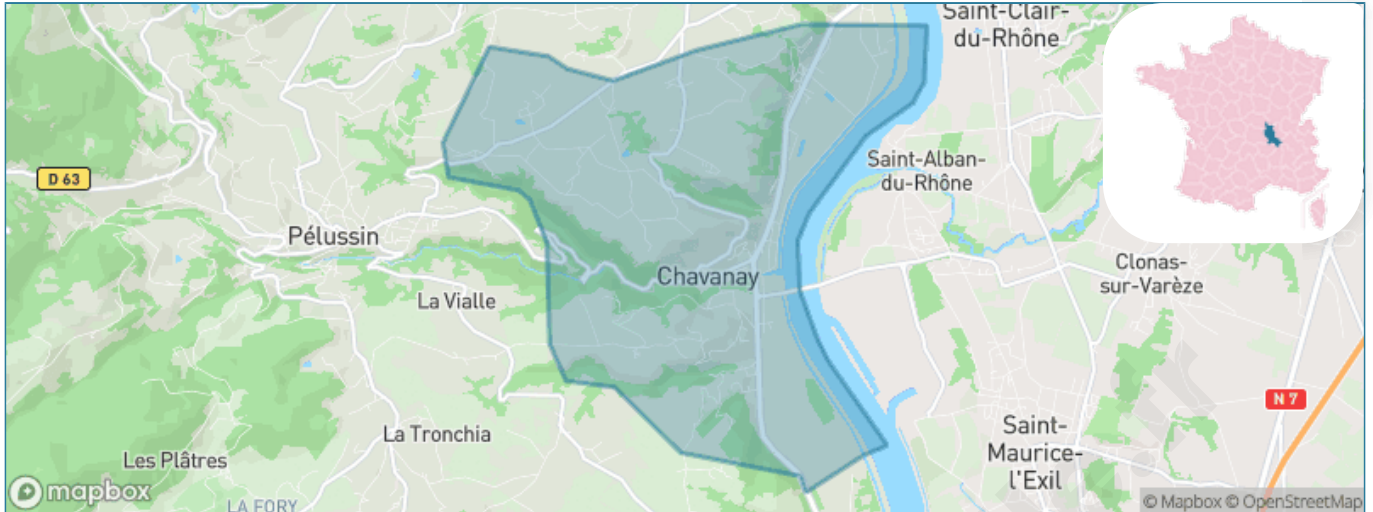 Saint-Clair-
du-Rhône
Saint-Alban-
du-Rhône
D 63
Pélussin
Chavanay
Clonas-
sur-Varèze
La Vialle
N 7
La Tronchia
Saint-
Maurice-
l'Exil
Les Plâtres
mapbox
LA FORY
© Mapbox © OpenStreetMap